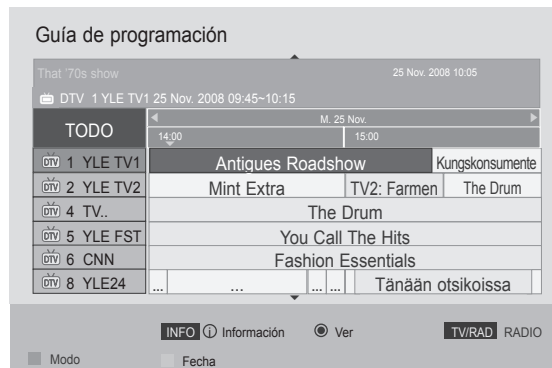 Guía de programación
That '70s show 25 Nov. 2008 10:05
DTV 1 YLE TV1 25 Nov. 2008 09:45~10:15
TODO
M. 25 Nov.
14:00 15:00
DTV 1 YLE TV1 Antigues Roadshow Kungskonsumente
DTV 2 YLE TV2 Mint Extra TV2: Farmen The Drum
DTV 4 TV.. The Drum
DTV 5 YLE FST You Call The Hits
DTV 6 CNN Fashion Essentials
DTV 8 YLE24 ... ... ... ... Tänään otsikoissa
INFO ⓘ Información Ver TV/RAD RADIO
Modo Fecha